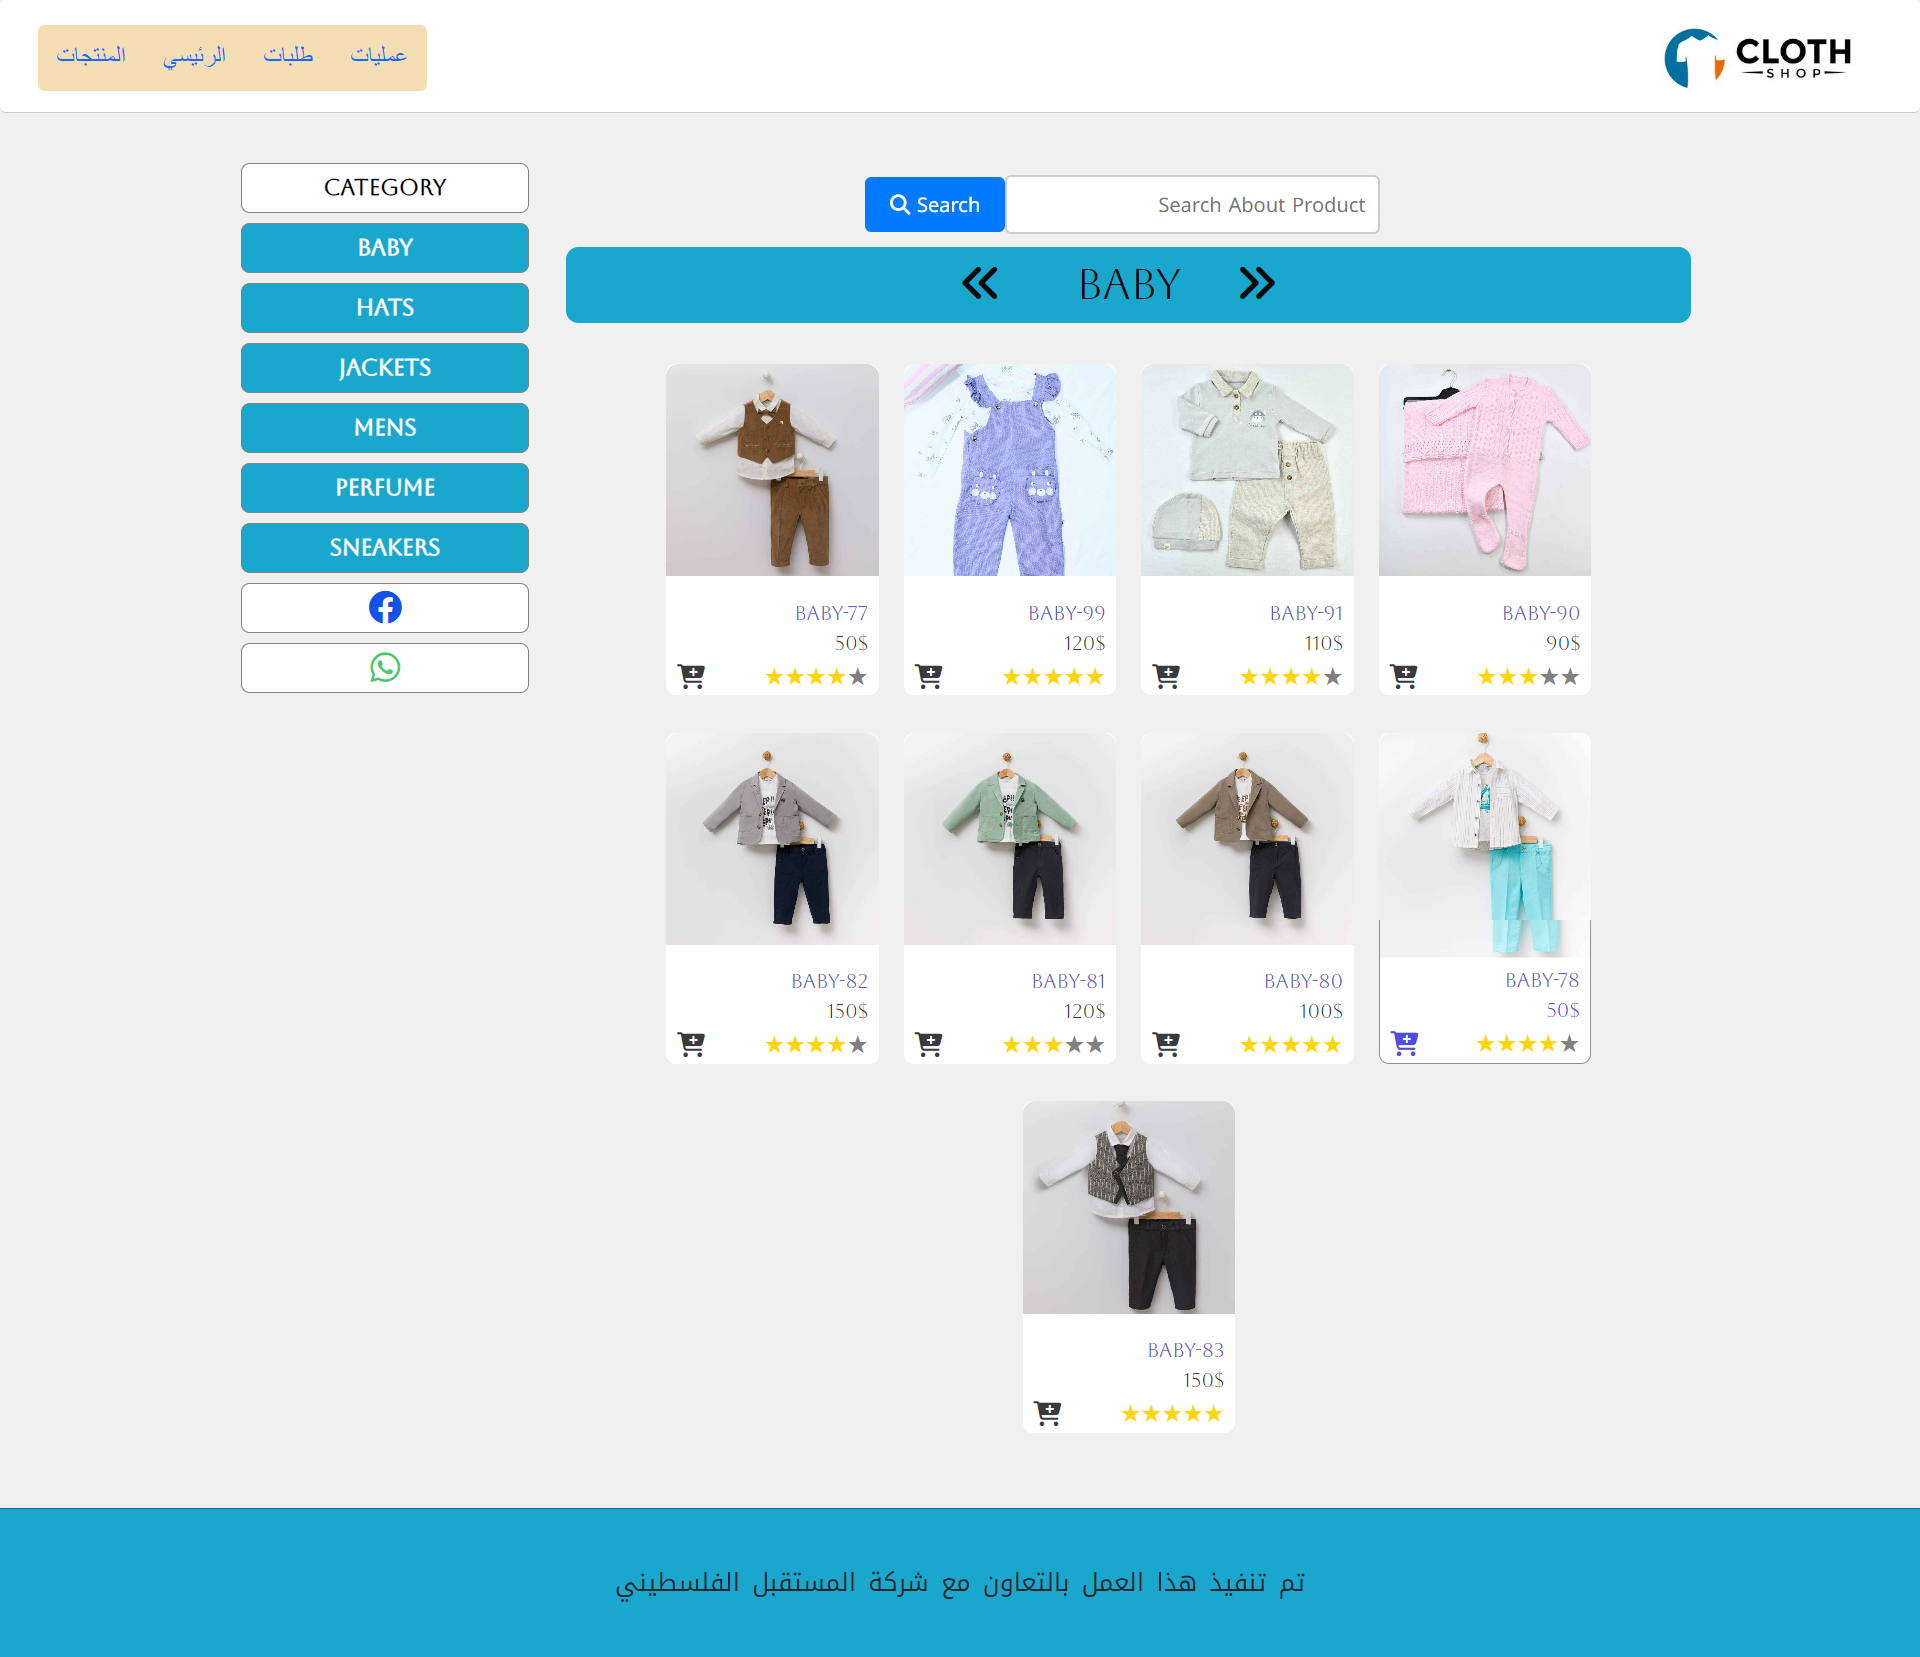 عمليات
طلبات
الرئيسي
المنتجات
CLOTH
SHOP
CATEGORY
BABY
HATS
JACKETS
MENS
PERFUME
SNEAKERS
Search
Search About Product
BABY
BABY-77
50$
BABY-99
120$
BABY-91
110$
BABY-90
90$
BABY-82
150$
BABY-81
120$
BABY-80
100$
BABY-78
50$
BABY-83
150$
تم تنفيذ هذا العمل بالتعاون مع شركة المستقبل الفلسطيني